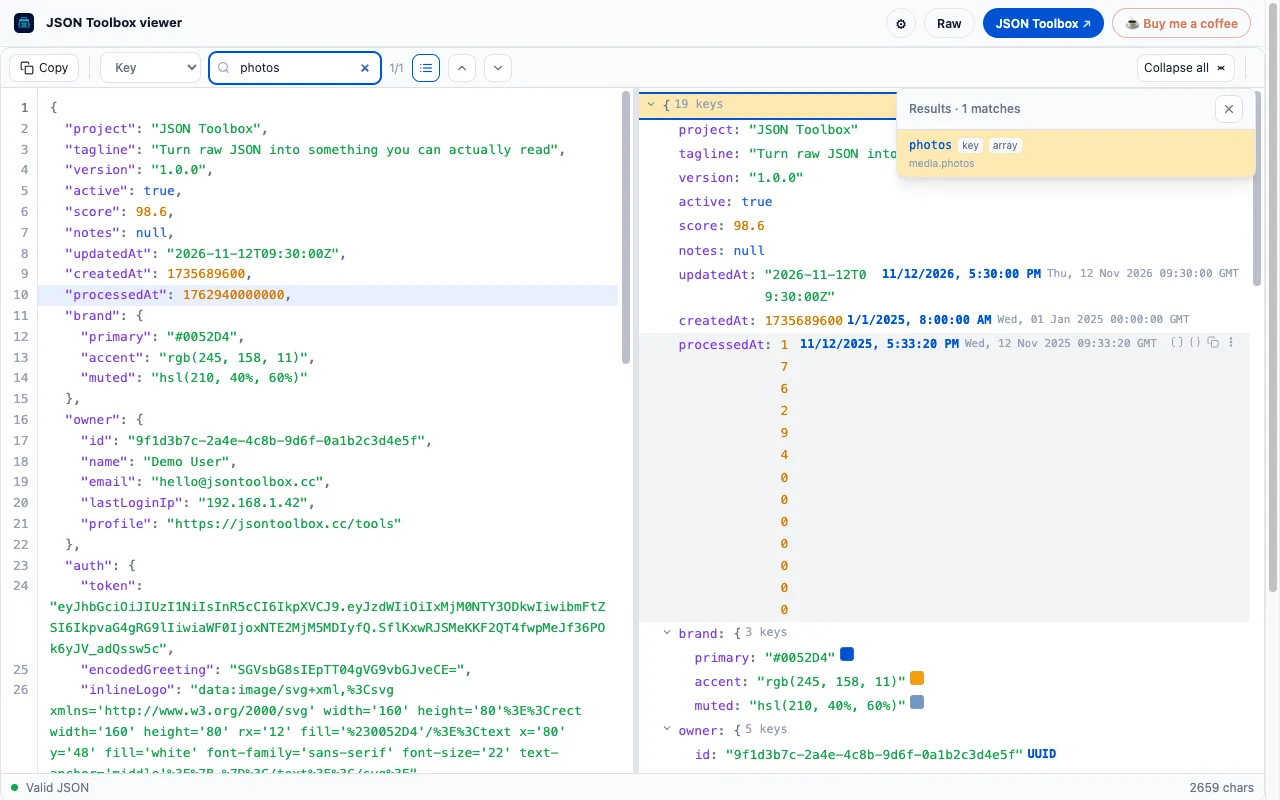 JSON Toolbox viewer
Raw
JSON Toolbox ↗
☕ Buy me a coffee
Copy
Key
photos
1/1
Collapse all
1 {
2 "project": "JSON Toolbox",
3 "tagline": "Turn raw JSON into something you can actually read",
4 "version": "1.0.0",
5 "active": true,
6 "score": 98.6,
7 "notes": null,
8 "updatedAt": "2026-11-12T09:30:00Z",
9 "createdAt": 1735689600,
10 "processedAt": 1762940000000,
11 "brand": {
12 "primary": "#0052D4",
13 "accent": "rgb(245, 158, 11)",
14 "muted": "hsl(210, 40%, 60%)"
15 },
16 "owner": {
17 "id": "9f1d3b7c-2a4e-4c8b-9d6f-0a1b2c3d4e5f",
18 "name": "Demo User",
19 "email": "hello@jsontoolbox.cc",
20 "lastLoginIp": "192.168.1.42",
21 "profile": "https://jsontoolbox.cc/tools"
22 },
23 "auth": {
24 "token":
"eyJhbGciOiJIUzI1NiIsInR5cCI6IkpXVCJ9.eyJzdWIiOiIxMjM0NTY3ODkwIiwibmFtZ
SI6IkpvaG4gRG9lIiwiaWF0IjoxNTE2MjM5MDIyfQ.SflKxwRJSMeKKF2QT4fwpMeJf36PO
k6yJV_adQssw5c",
25 "encodedGreeting": "SGVsbG8sIEpTT04gVG9vbGJveCE=",
26 "inlineLogo": "data:image/svg+xml,%3Csvg
xmlns='http://www.w3.org/2000/svg' width='160' height='80'%3E%3Crect
width='160' height='80' rx='12' fill='%230052D4'/%3E%3Ctext x='80'
y='48' fill='white' font-family='sans-serif' font-size='22' text-
anchor='middle'%3E%7B %7D%3C/text%3E%3C/svg%3E"
{ 19 keys
project: "JSON Toolbox"
tagline: "Turn raw JSON into
version: "1.0.0"
active: true
score: 98.6
notes: null
updatedAt: "2026-11-12T0 11/12/2026, 5:30:00 PM Thu, 12 Nov 2026 09:30:00 GMT
9:30:00Z"
createdAt: 1735689600 1/1/2025, 8:00:00 AM Wed, 01 Jan 2025 00:00:00 GMT
processedAt: 1 11/12/2025, 5:33:20 PM Wed, 12 Nov 2025 09:33:20 GMT [] {}
7
6
2
9
4
0
0
0
0
0
0
0
brand: { 3 keys
primary: "#0052D4"
accent: "rgb(245, 158, 11)"
muted: "hsl(210, 40%, 60%)"
owner: { 5 keys
id: "9f1d3b7c-2a4e-4c8b-9d6f-0a1b2c3d4e5f" UUID
Results · 1 matches
photos key array
media.photos
Valid JSON
2659 chars